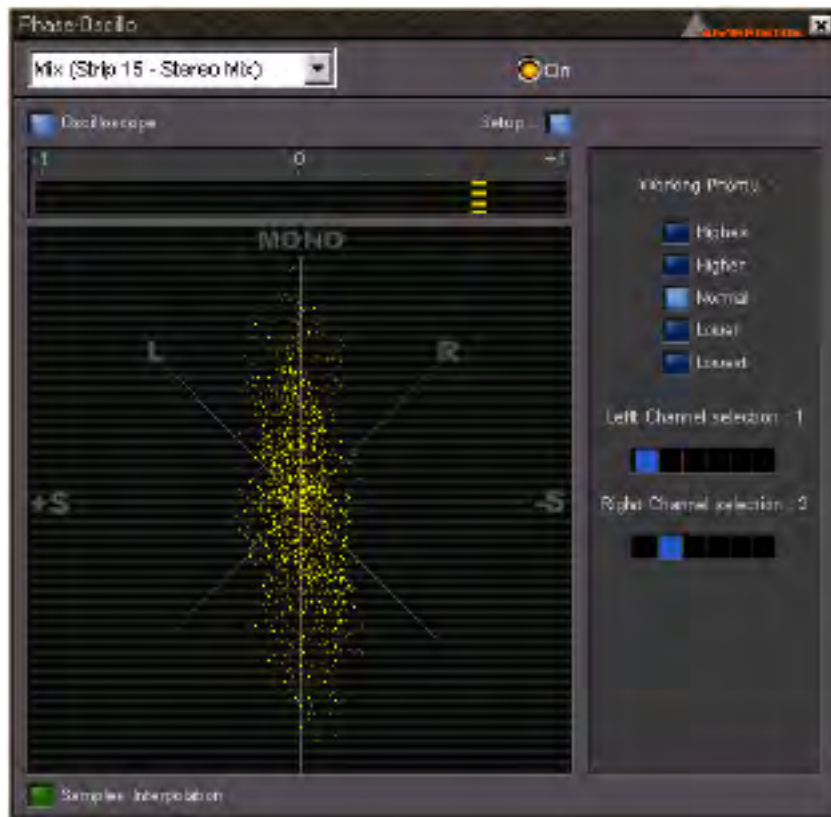 Phase-Oscillo
Mix (Strip 15 - Stereo Mix)
On
Oscilloscope
Setup...
-1 0 +1
MONO
L R
+S -S
Working Priority
Highest
Higher
Normal
Lower
Lowest
Left Channel selection : 1
Right Channel selection : 2
Samples Interpolation